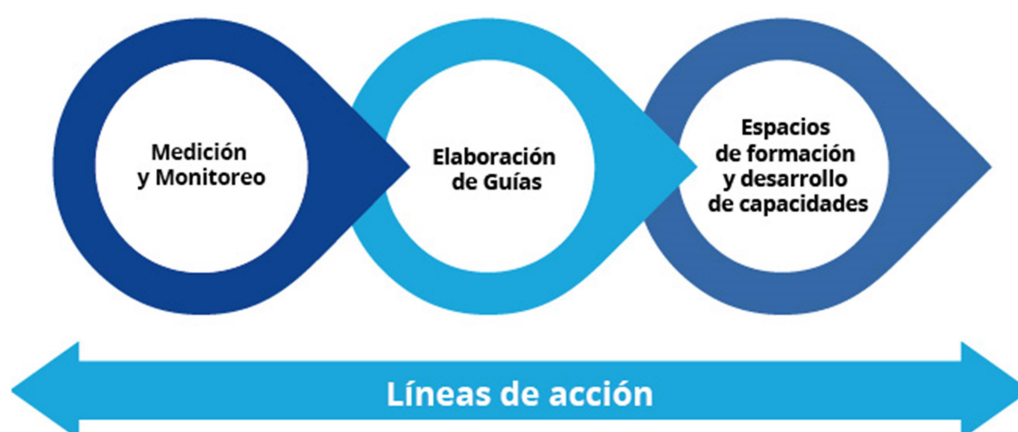 Medición
y Monitoreo
Elaboración
de Guías
Espacios
de formación
y desarrollo
de capacidades
Líneas de acción